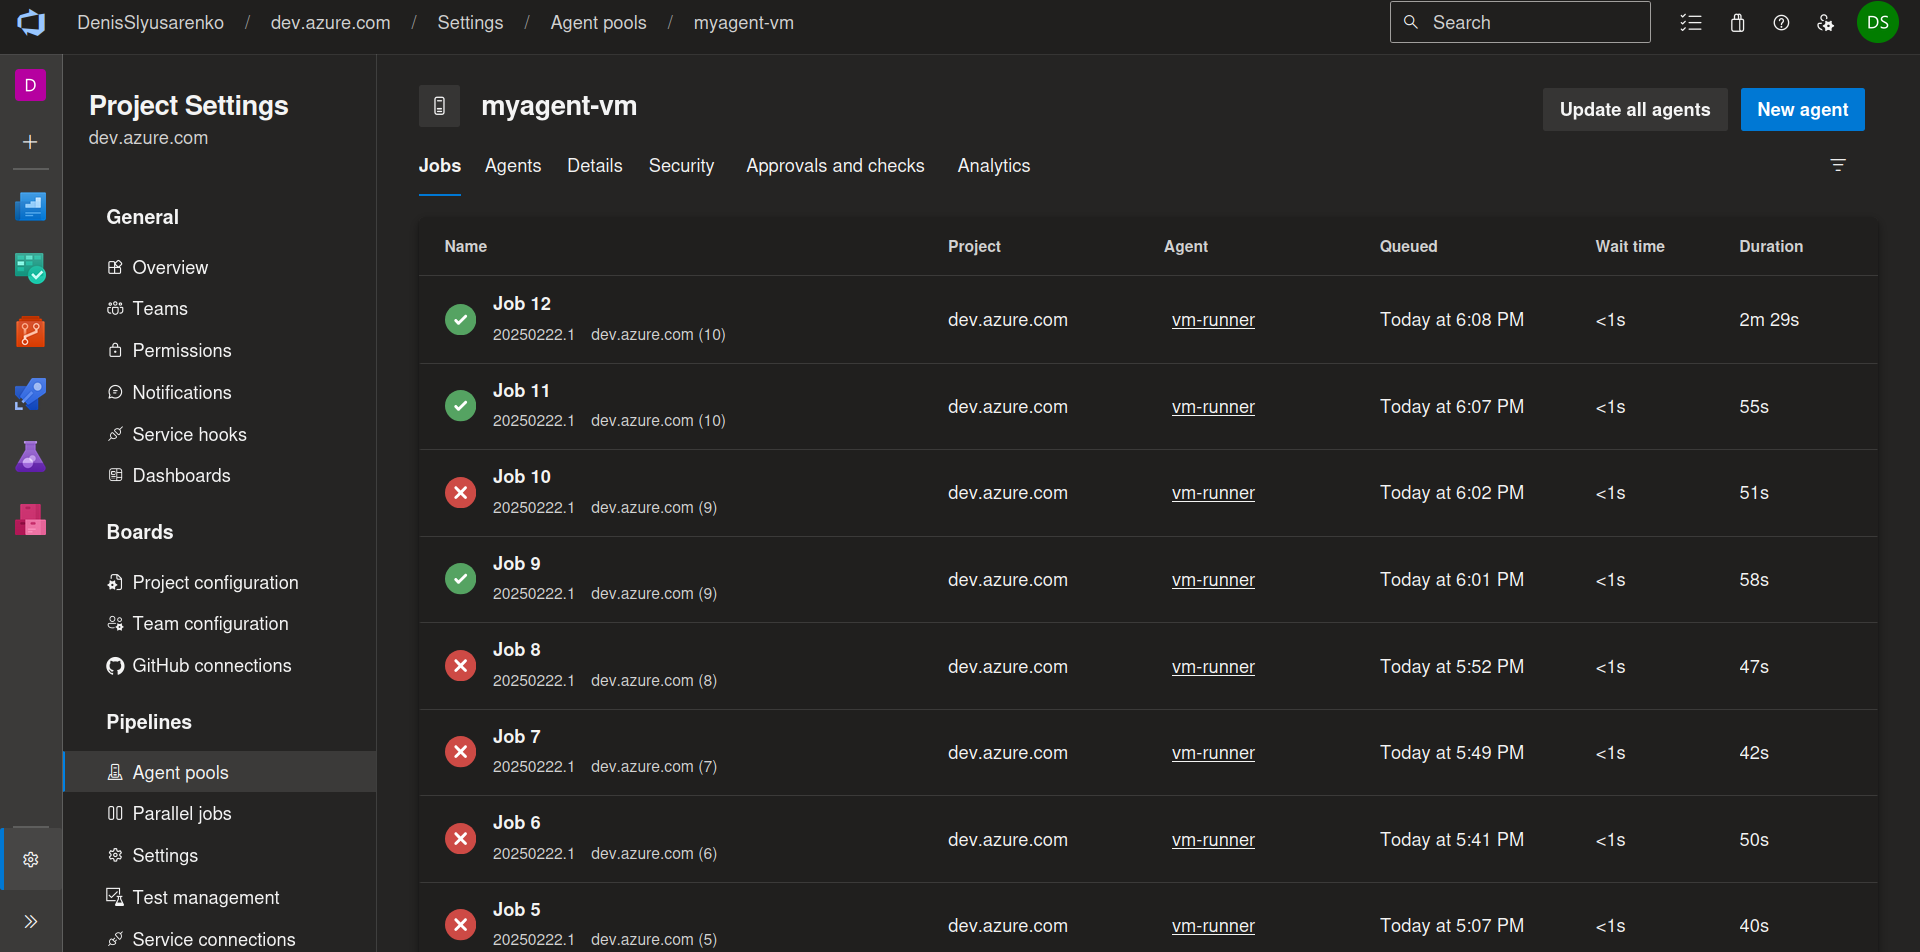 DenisSlyusarenko / dev.azure.com / Settings / Agent pools / myagent-vm
Search
DS
D
Project Settings
dev.azure.com
General
Overview
Teams
Permissions
Notifications
Service hooks
Dashboards
Boards
Project configuration
Team configuration
GitHub connections
Pipelines
Agent pools
Parallel jobs
Settings
Test management
Service connections
myagent-vm
Update all agents
New agent
Jobs Agents Details Security Approvals and checks Analytics
Name Project Agent Queued Wait time Duration
Job 12
20250222.1 dev.azure.com (10)
dev.azure.com vm-runner Today at 6:08 PM <1s 2m 29s
Job 11
20250222.1 dev.azure.com (10)
dev.azure.com vm-runner Today at 6:07 PM <1s 55s
Job 10
20250222.1 dev.azure.com (9)
dev.azure.com vm-runner Today at 6:02 PM <1s 51s
Job 9
20250222.1 dev.azure.com (9)
dev.azure.com vm-runner Today at 6:01 PM <1s 58s
Job 8
20250222.1 dev.azure.com (8)
dev.azure.com vm-runner Today at 5:52 PM <1s 47s
Job 7
20250222.1 dev.azure.com (7)
dev.azure.com vm-runner Today at 5:49 PM <1s 42s
Job 6
20250222.1 dev.azure.com (6)
dev.azure.com vm-runner Today at 5:41 PM <1s 50s
Job 5
20250222.1 dev.azure.com (5)
dev.azure.com vm-runner Today at 5:07 PM <1s 40s